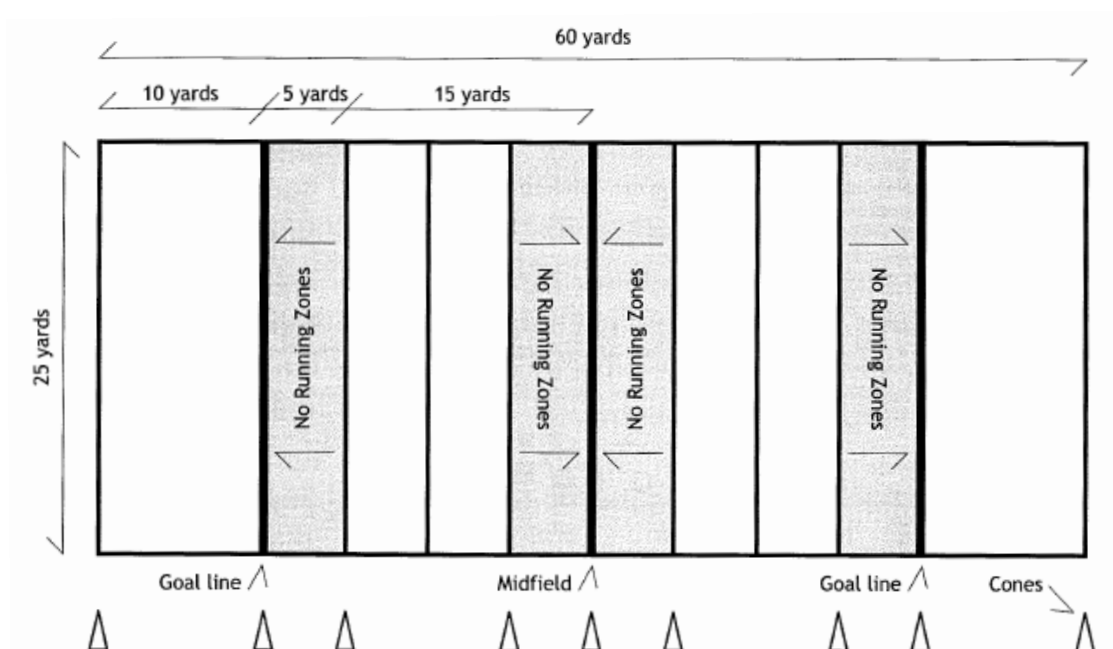 60 yards
10 yards
5 yards
15 yards
25 yards
No Running Zones
No Running Zones
No Running Zones
No Running Zones
Goal line
Midfield
Goal line
Cones